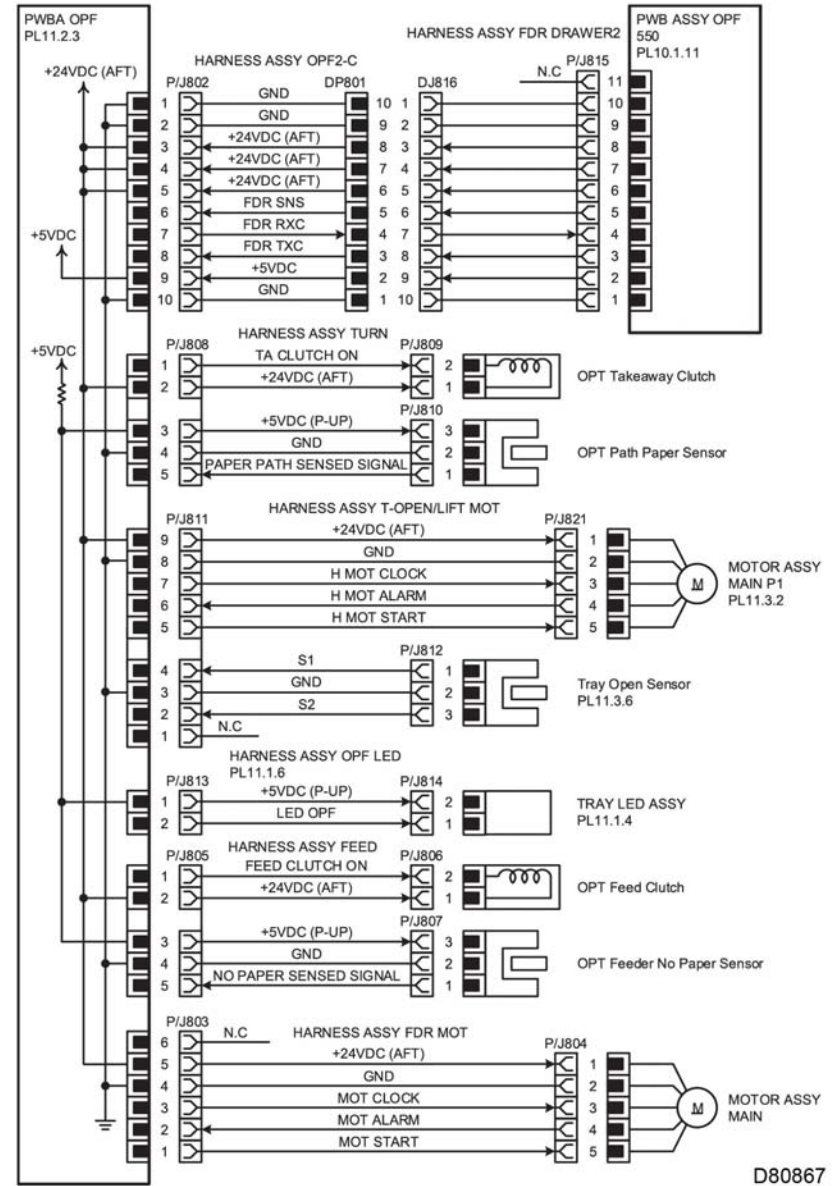 PWBA OPF
PL11.2.3
+24VDC (AFT)
HARNESS ASSY OPF2-C
HARNESS ASSY FDR DRAWER2
PWB ASSY OPF
550
PL10.1.11
P/J802
DP801
DJ816
P/J815
N.C
11
1 GND 10 1 10
2 GND 9 2 9
3 +24VDC (AFT) 8 3 8
4 +24VDC (AFT) 7 4 7
5 +24VDC (AFT) 6 5 6
6 FDR SNS 5 6 5
7 FDR RXC 4 7 4
8 FDR TXC 3 8 3
+5VDC
9 +5VDC 2 9 2
10 GND 1 10 1
HARNESS ASSY TURN
+5VDC
P/J808
P/J809
1 TA CLUTCH ON 2
2 +24VDC (AFT) 1
OPT Takeaway Clutch
P/J810
3 +5VDC (P-UP) 3
4 GND 2
5 PAPER PATH SENSED SIGNAL 1
OPT Path Paper Sensor
HARNESS ASSY T-OPEN/LIFT MOT
P/J811
P/J821
9 +24VDC (AFT) 1
8 GND 2
7 H MOT CLOCK 3
6 H MOT ALARM 4
5 H MOT START 5
M
MOTOR ASSY
MAIN P1
PL11.3.2
P/J812
4 S1 1
3 GND 2
2 S2 3
1 N.C
Tray Open Sensor
PL11.3.6
HARNESS ASSY OPF LED
PL11.1.6
P/J813
P/J814
1 +5VDC (P-UP) 2
2 LED OPF 1
TRAY LED ASSY
PL11.1.4
HARNESS ASSY FEED
P/J805
P/J806
1 FEED CLUTCH ON 2
2 +24VDC (AFT) 1
OPT Feed Clutch
P/J807
3 +5VDC (P-UP) 3
4 GND 2
5 NO PAPER SENSED SIGNAL 1
OPT Feeder No Paper Sensor
P/J803
HARNESS ASSY FDR MOT
P/J804
6 N.C
5 +24VDC (AFT) 1
4 GND 2
3 MOT CLOCK 3
2 MOT ALARM 4
1 MOT START 5
M
MOTOR ASSY
MAIN
D80867